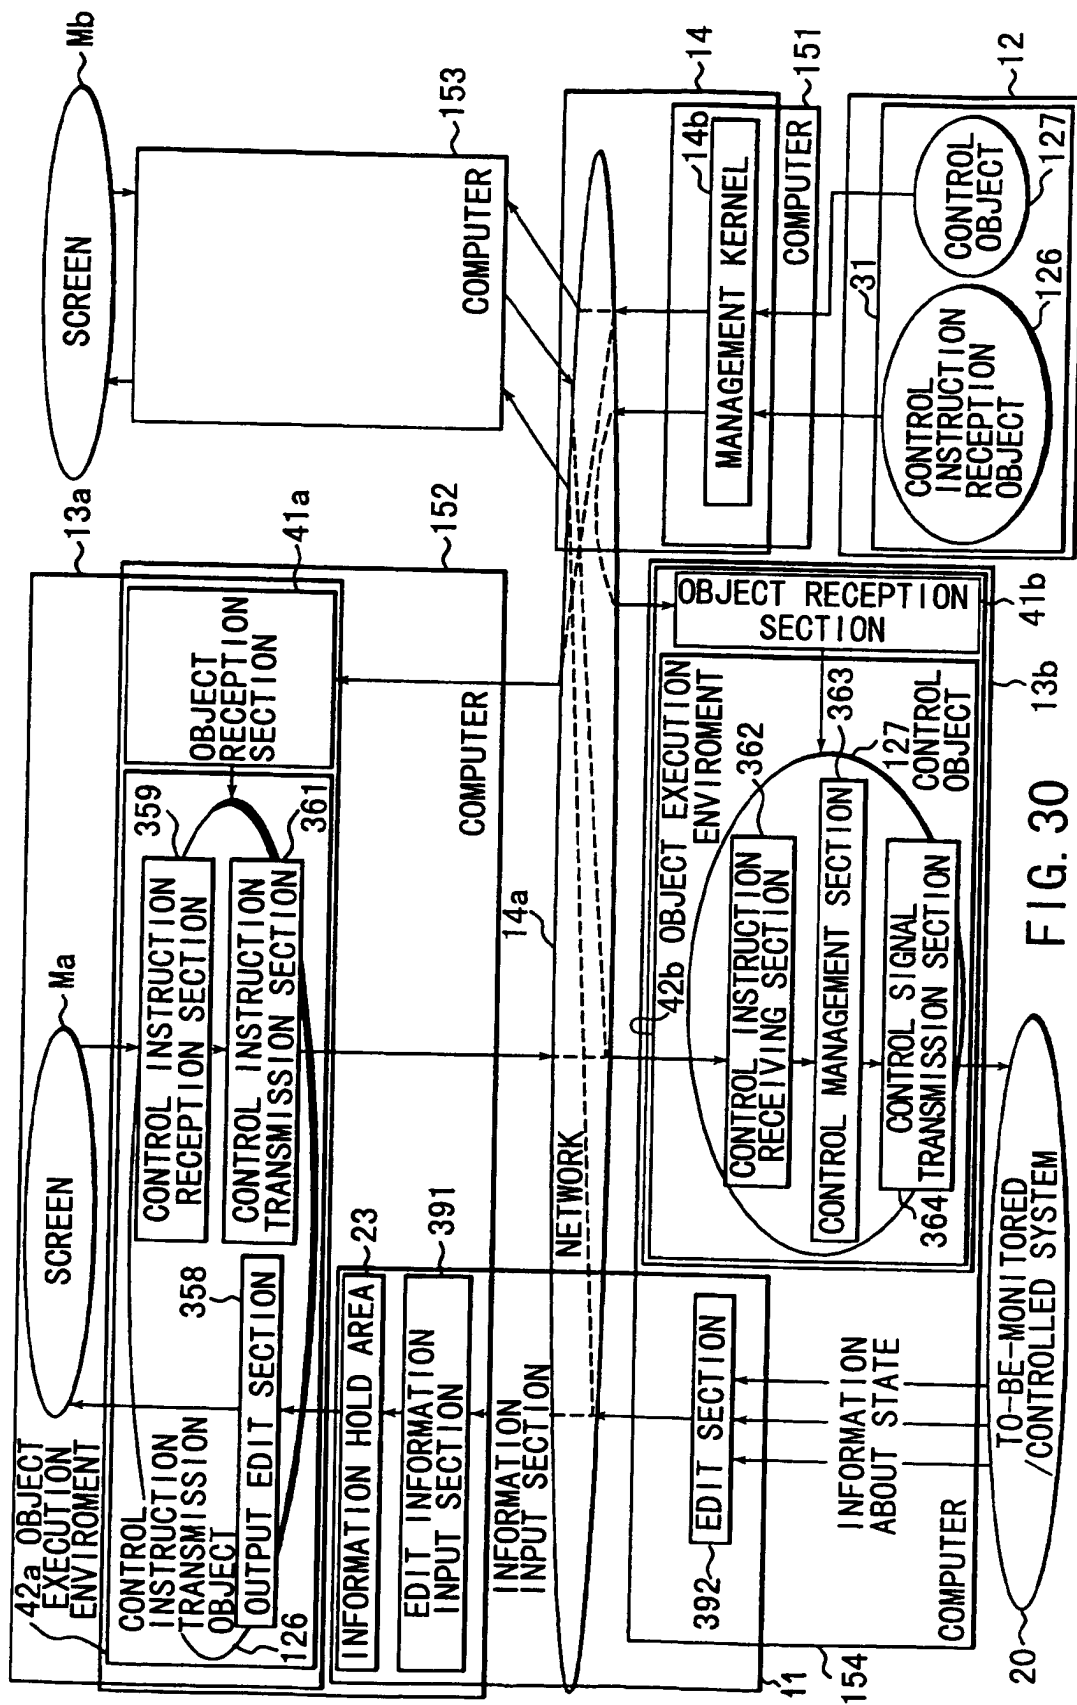 13a
42a OBJECT
EXECUTION
ENVIROMENT
SCREEN
Ma
SCREEN
Mb
CONTROL
INSTRUCTION
TRANSMISSION
OBJECT
126
OUTPUT EDIT SECTION
358
CONTROL INSTRUCTION
RECEPTION SECTION
359
CONTROL INSTRUCTION
TRANSMISSION SECTION
361
OBJECT
RECEPTION
SECTION
41a
152
COMPUTER
153
COMPUTER
INFORMATION HOLD AREA
23
EDIT INFORMATION
INPUT SECTION
391
INFORMATION
INPUT SECTION
11
NETWORK
14a
14
14b
MANAGEMENT KERNEL
COMPUTER
151
12
31
CONTROL
INSTRUCTION
RECEPTION
OBJECT
126
CONTROL
OBJECT
127
392
EDIT SECTION
INFORMATION
ABOUT STATE
COMPUTER
154
42b OBJECT EXECUTION
ENVIROMENT
CONTROL INSTRUCTION
RECEIVING SECTION
362
CONTROL MANAGEMENT SECTION
363
CONTROL SIGNAL
TRANSMISSION SECTION
364
127
CONTROL
OBJECT
OBJECT RECEPTION
SECTION
41b
13b
TO-BE-MONITORED
/CONTROLLED SYSTEM
20
FIG. 30